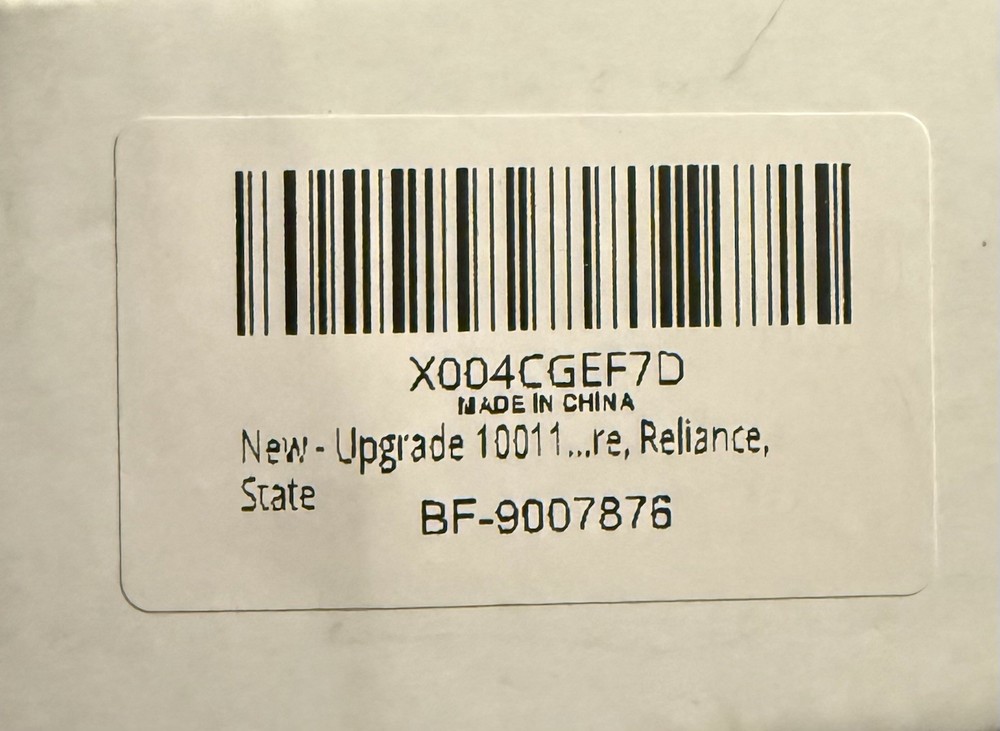 X004CGEF7D
MADE IN CHINA
New - Upgrade 10011...re, Reliance,
State
BF-9007876